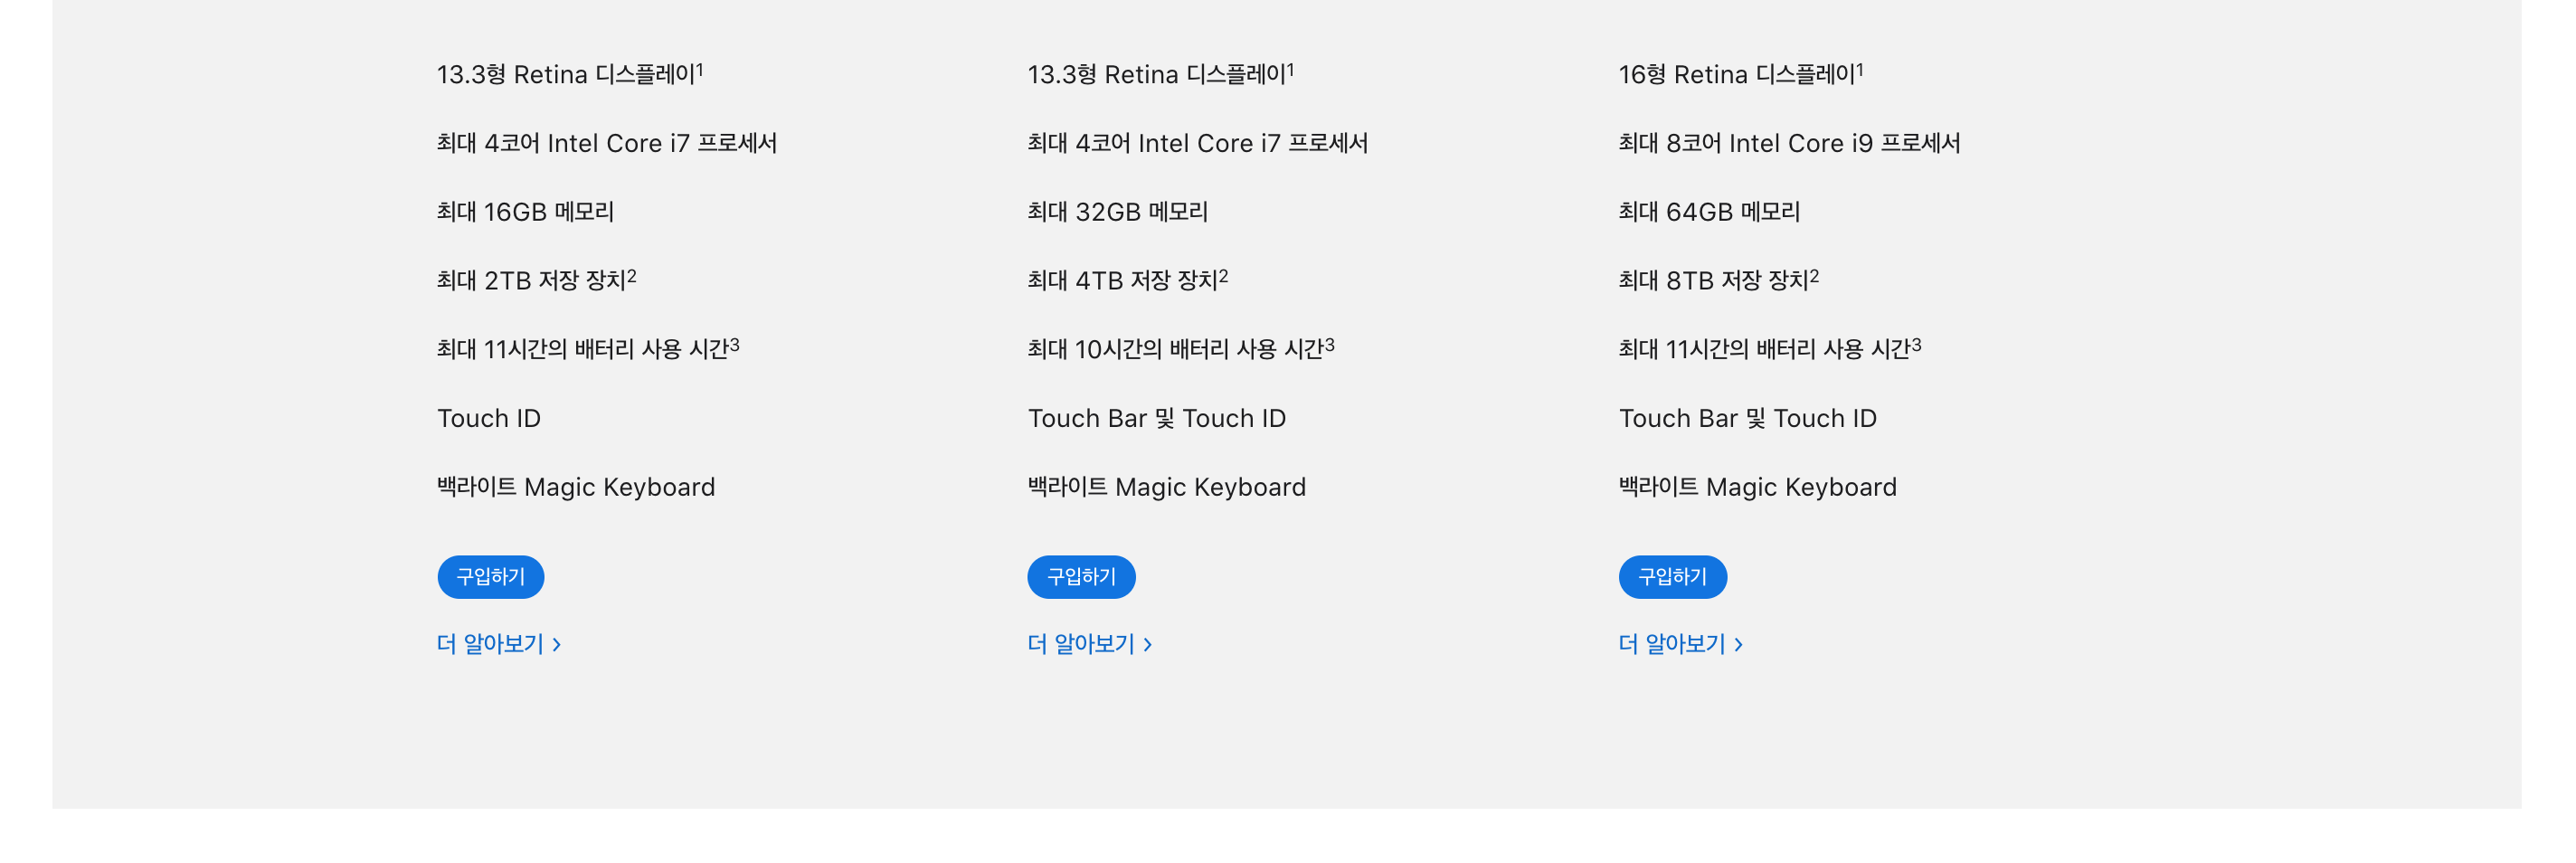 13.3형 Retina 디스플레이¹
최대 4코어 Intel Core i7 프로세서
최대 16GB 메모리
최대 2TB 저장 장치²
최대 11시간의 배터리 사용 시간³
Touch ID
백라이트 Magic Keyboard
구입하기
더 알아보기 >
13.3형 Retina 디스플레이¹
최대 4코어 Intel Core i7 프로세서
최대 32GB 메모리
최대 4TB 저장 장치²
최대 10시간의 배터리 사용 시간³
Touch Bar 및 Touch ID
백라이트 Magic Keyboard
구입하기
더 알아보기 >
16형 Retina 디스플레이¹
최대 8코어 Intel Core i9 프로세서
최대 64GB 메모리
최대 8TB 저장 장치²
최대 11시간의 배터리 사용 시간³
Touch Bar 및 Touch ID
백라이트 Magic Keyboard
구입하기
더 알아보기 >